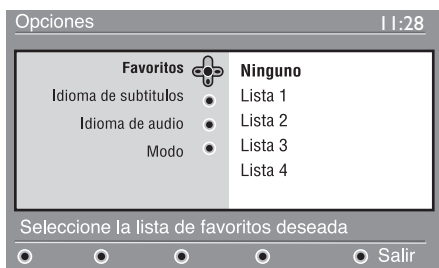 Opciones 11:28
Favoritos Ninguno
Idioma de subtitulos Lista 1
Idioma de audio Lista 2
Modo Lista 3
Lista 4
Seleccione la lista de favoritos deseada
Salir